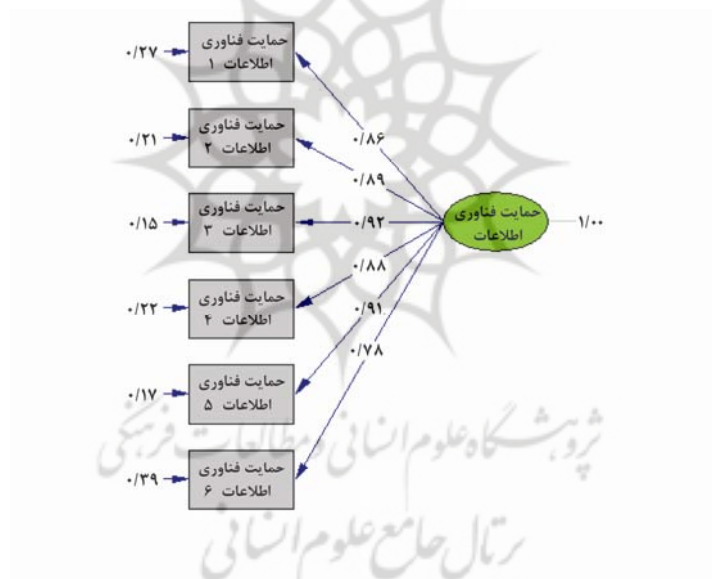 حمایت فناوری
اطلاعات ۱
۰/۲۷
حمایت فناوری
اطلاعات ۲
۰/۲۱
حمایت فناوری
اطلاعات ۳
۰/۱۵
حمایت فناوری
اطلاعات ۴
۰/۲۲
حمایت فناوری
اطلاعات ۵
۰/۱۷
حمایت فناوری
اطلاعات ۶
۰/۳۹
۰/۸۶
۰/۸۹
۰/۹۲
۰/۸۸
۰/۹۱
۰/۷۸
حمایت فناوری
اطلاعات
۱/۰۰
پژوهشگاه علوم انسانی و مطالعات فرهنگی
پرتال جامع علوم انسانی